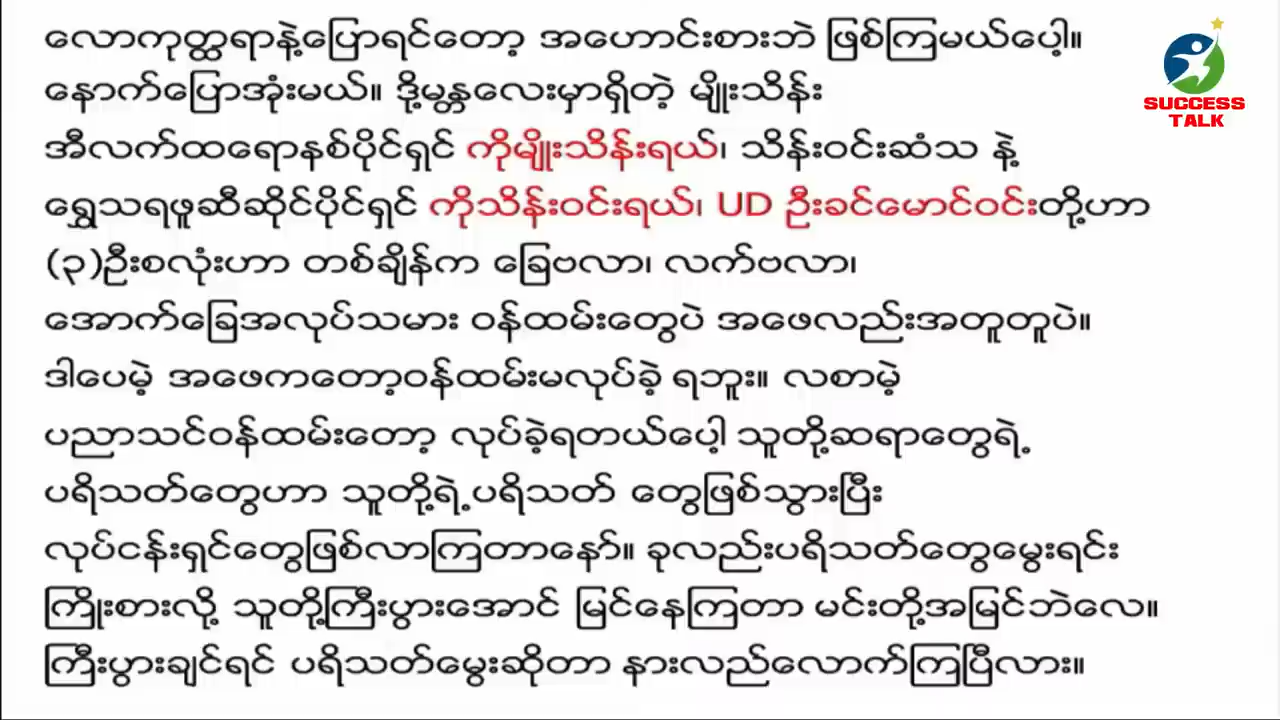 လောကုတ္ထရာနဲ့ပြောရင်တော့ အဟောင်းစားဘဲ ဖြစ်ကြမယ်ပေါ့။
နောက်ပြောအုံးမယ်။ ဒို့မန္တလေးမှာရှိတဲ့ မျိုးသိန်း
အီလက်ထရောနစ်ပိုင်ရှင် ကိုမျိုးသိန်းရယ်၊ သိန်းဝင်းဆံသ နဲ့
ရွှေသရဖူဆီဆိုင်ပိုင်ရှင် ကိုသိန်းဝင်းရယ်၊ UD ဦးခင်မောင်ဝင်းတို့ဟာ
(၃)ဦးစလုံးဟာ တစ်ချိန်က ခြေဗလာ၊ လက်ဗလာ၊
အောက်ခြေအလုပ်သမား ဝန်ထမ်းတွေပဲ အဖေလည်းအတူတူပဲ။
ဒါပေမဲ့ အဖေကတော့ဝန်ထမ်းမလုပ်ခဲ့ ရဘူး။ လစာမဲ့
ပညာသင်ဝန်ထမ်းတော့ လုပ်ခဲ့ရတယ်ပေါ့ သူတို့ဆရာတွေရဲ့
ပရိသတ်တွေဟာ သူတို့ရဲ့ပရိသတ် တွေဖြစ်သွားပြီး
လုပ်ငန်းရှင်တွေဖြစ်လာကြတာနော်။ ခုလည်းပရိသတ်တွေမွေးရင်း
ကြိုးစားလို့ သူတို့ကြီးပွားအောင် မြင်နေကြတာ မင်းတို့အမြင်ဘဲလေ။
ကြီးပွားချင်ရင် ပရိသတ်မွေးဆိုတာ နားလည်လောက်ကြပြီလား။
SUCCESS
TALK